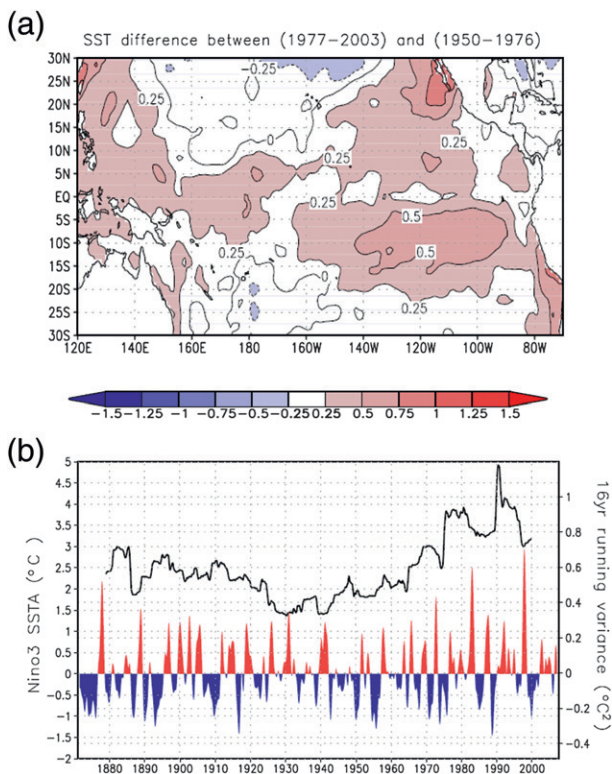 (a)
SST difference between (1977−2003) and (1950−1976)
30N
25N
20N
15N
10N
5N
EQ
5S
10S
15S
20S
25S
30S
−0.25
0.25
0.25
0
0.25
0.25
0.25
0.25
0.5
0.5
0.25
0
0.25
120E 140E 160E 180 160W 140W 120W 100W 80W
−1.5 −1.25 −1 −0.75 −0.5 −0.25 0.25 0.5 0.75 1 1.25 1.5
(b)
Nino3 SSTA (°C)
5
4.5
4
3.5
3
2.5
2
1.5
1
0.5
0
−0.5
−1
−1.5
−2
1
0.8
0.6
0.4
0.2
0
−0.2
−0.4
16yr running variance
(°C²)
1880 1890 1900 1910 1920 1930 1940 1950 1960 1970 1980 1990 2000